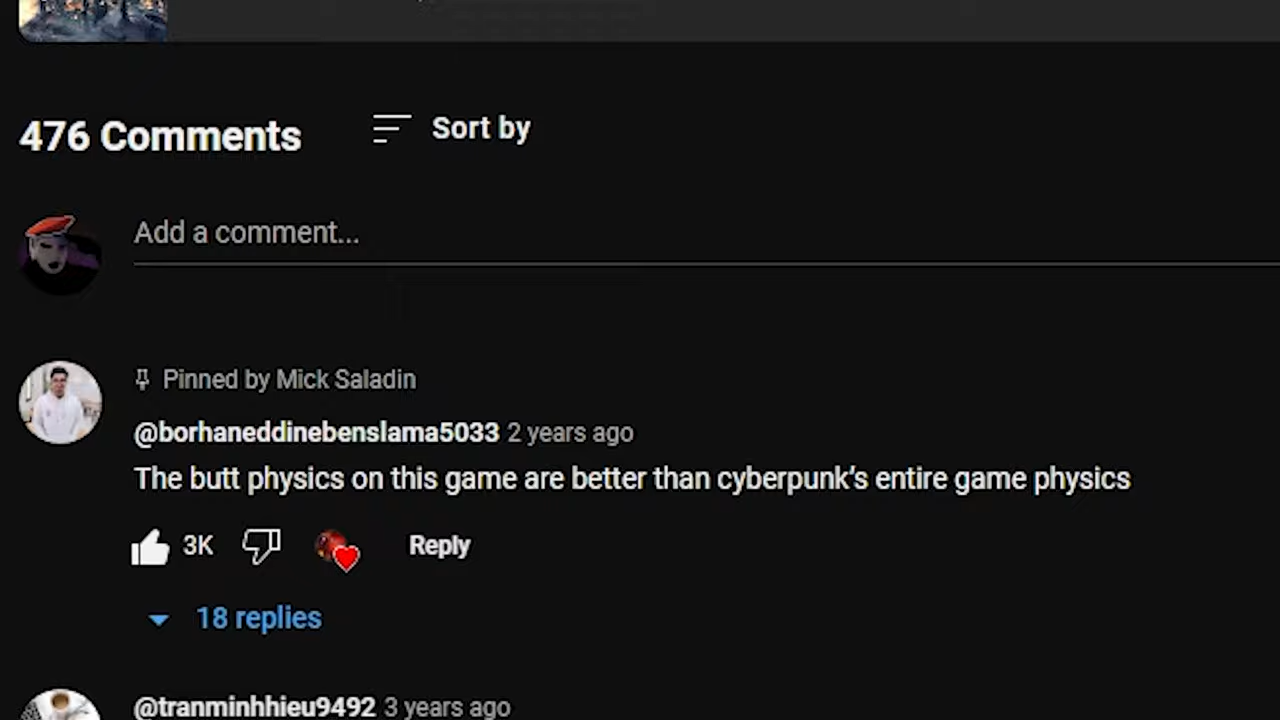 476 Comments
Sort by
Add a comment...
Pinned by Mick Saladin
@borhaneddinebenslama5033 2 years ago
The butt physics on this game are better than cyberpunk’s entire game physics
3K
Reply
18 replies
@tranminhhieu9492 3 years ago